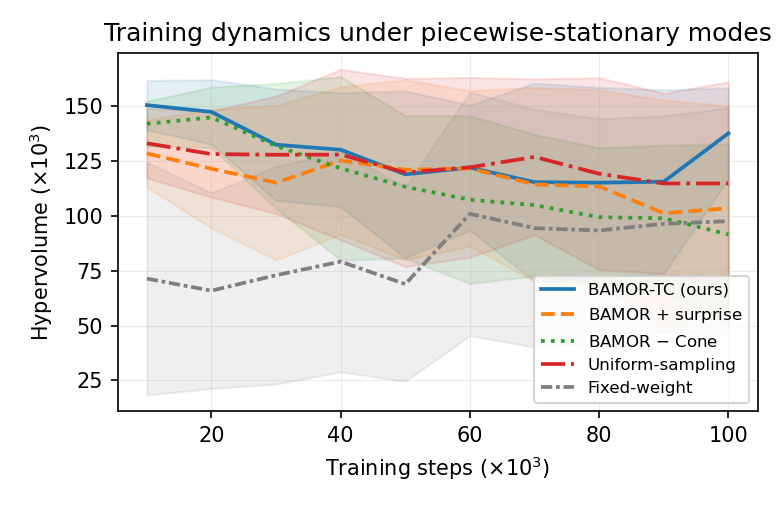 Training dynamics under piecewise-stationary modes
Hypervolume (×10³)
150
125
100
75
50
25
BAMOR-TC (ours)
BAMOR + surprise
BAMOR − Cone
Uniform-sampling
Fixed-weight
20 40 60 80 100
Training steps (×10³)